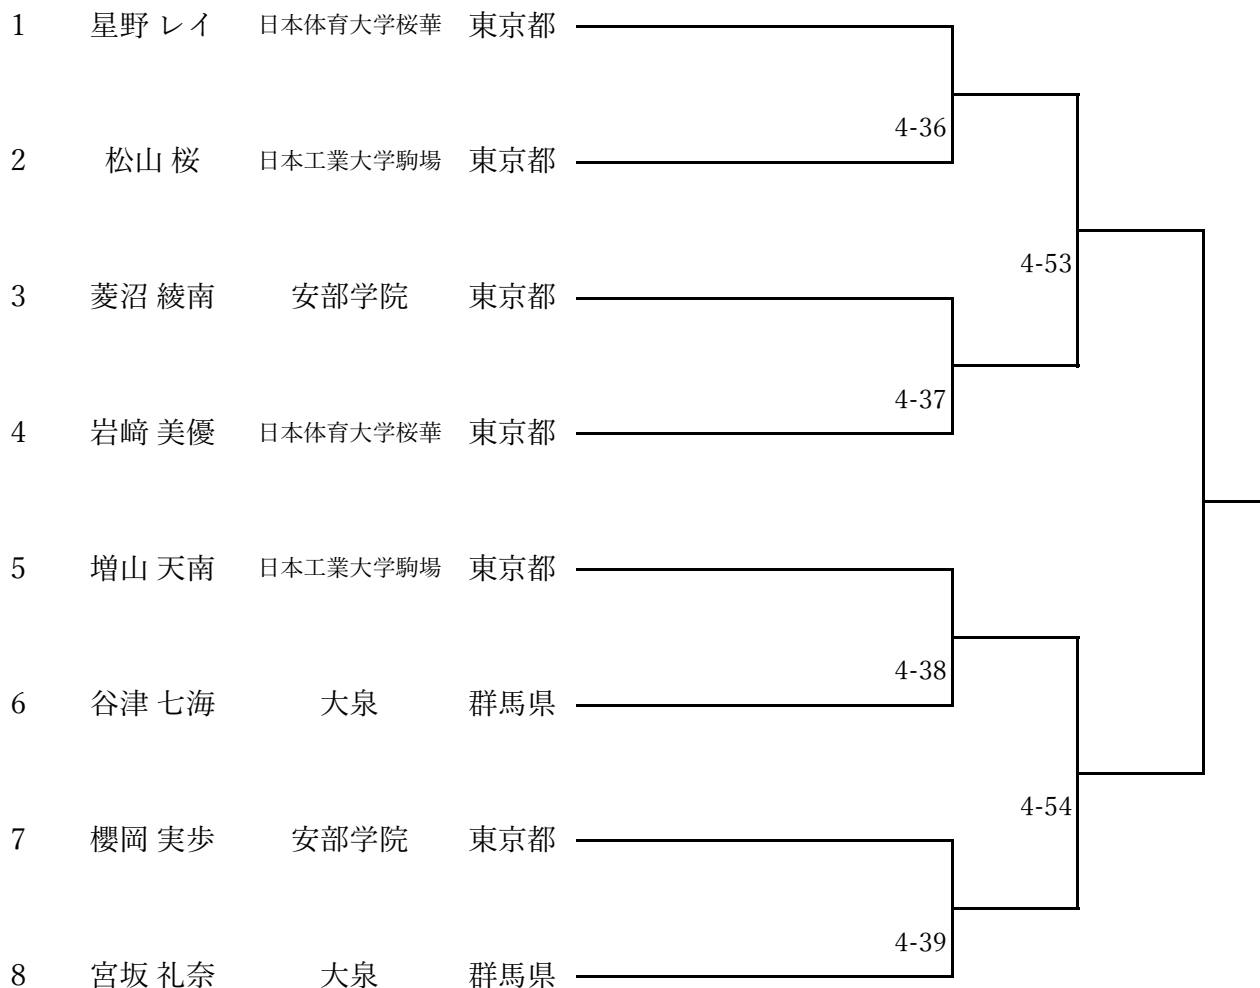 1 星野 レイ 日本体育大学桜華 東京都
4-36
2 松山 桜 日本工業大学駒場 東京都
4-53
3 菱沼 綾南 安部学院 東京都
4-37
4 岩﨑 美優 日本体育大学桜華 東京都
5 増山 天南 日本工業大学駒場 東京都
4-38
6 谷津 七海 大泉 群馬県
4-54
7 櫻岡 実歩 安部学院 東京都
4-39
8 宮坂 礼奈 大泉 群馬県